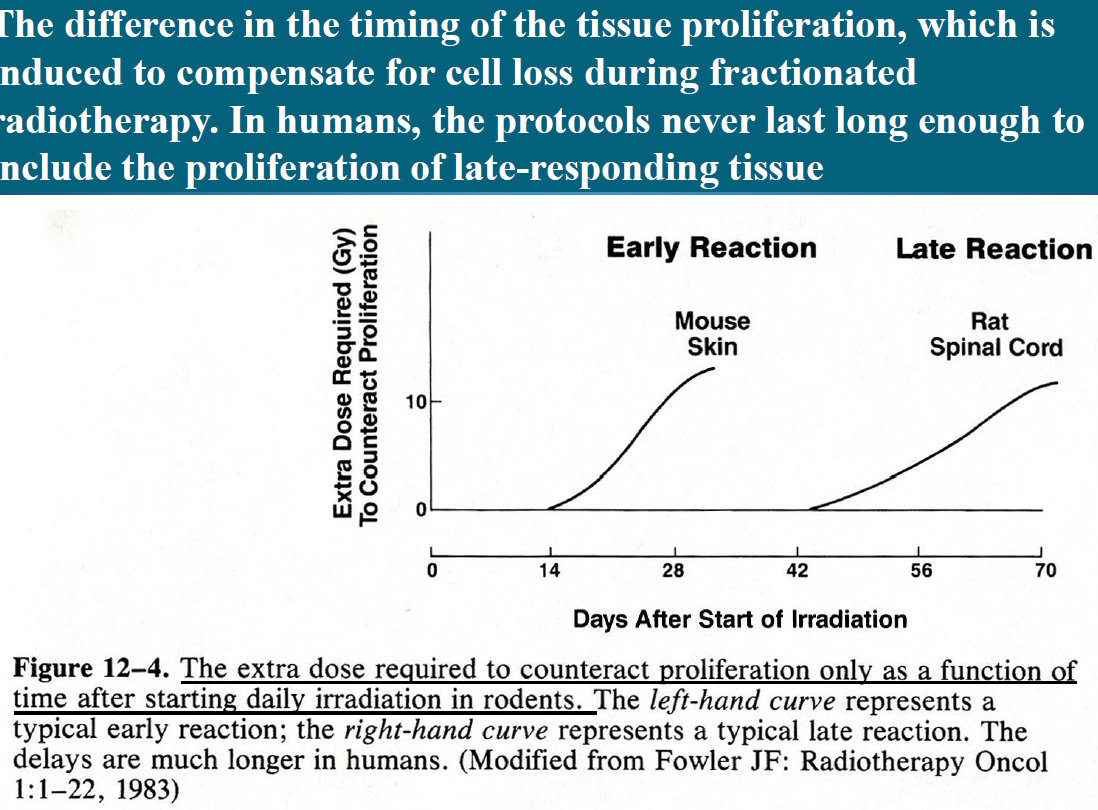 The difference in the timing of the tissue proliferation, which is
nduced to compensate for cell loss during fractionated
radiotherapy. In humans, the protocols never last long enough to
nclude the proliferation of late-responding tissue
Extra Dose Required (Gy)
To Counteract Proliferation
Early Reaction
Late Reaction
Mouse
Skin
Rat
Spinal Cord
10
0
0 14 28 42 56 70
Days After Start of Irradiation
Figure 12–4. The extra dose required to counteract proliferation only as a function of
time after starting daily irradiation in rodents. The left-hand curve represents a
typical early reaction; the right-hand curve represents a typical late reaction. The
delays are much longer in humans. (Modified from Fowler JF: Radiotherapy Oncol
1:1–22, 1983)